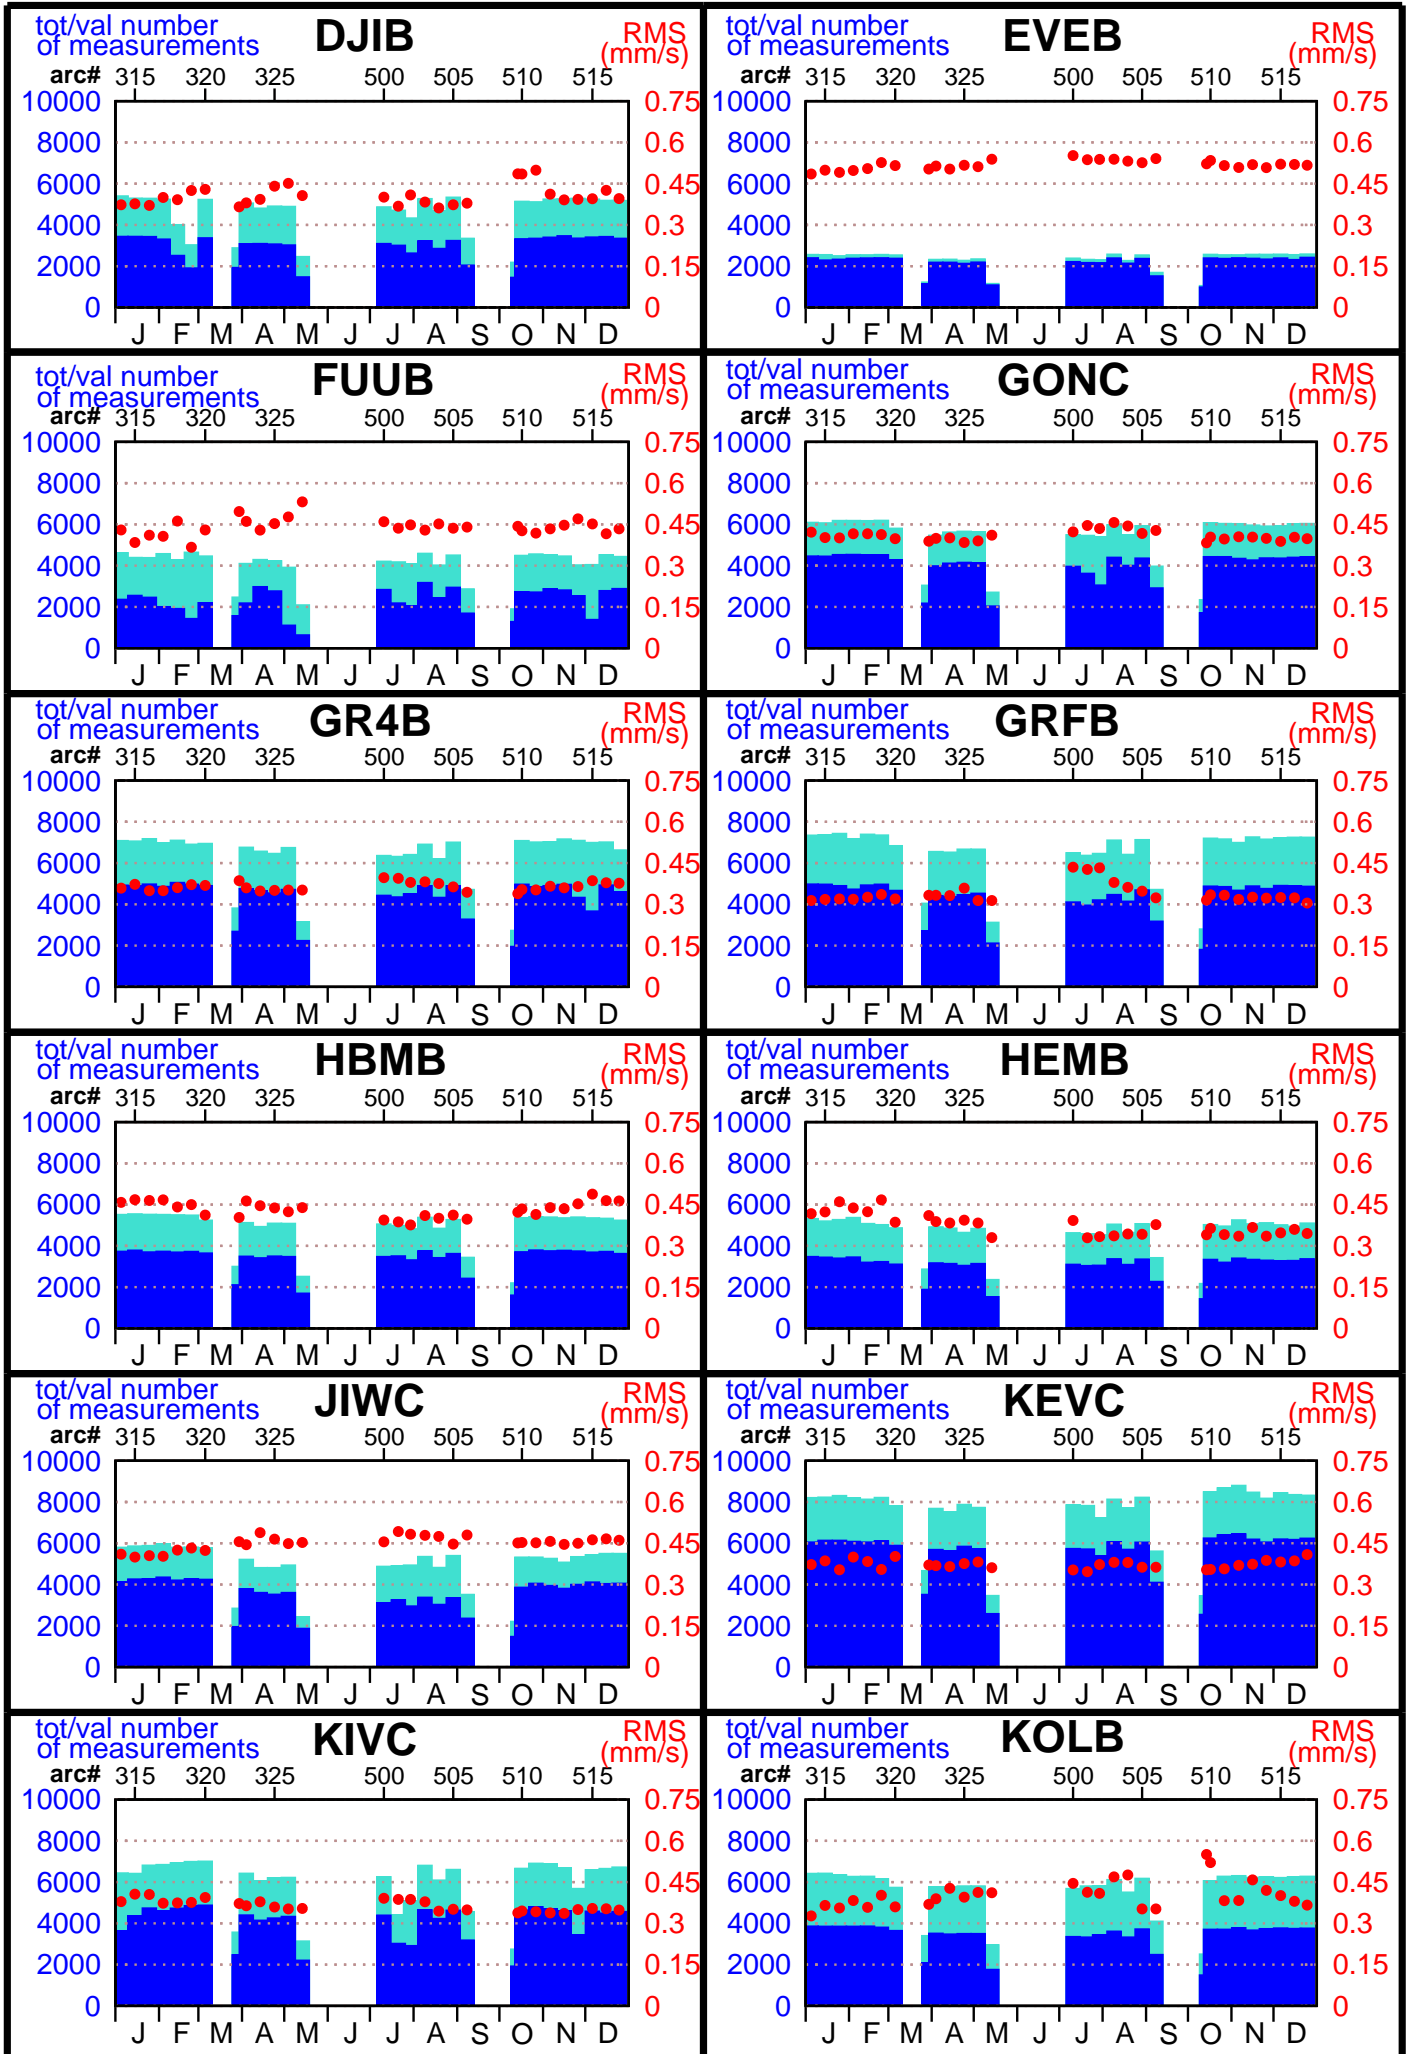 tot/val number
of measurements
DJIB
RMS
(mm/s)
arc# 315 320 325 500 505 510 515
10000 0.75
8000 0.6
6000 0.45
4000 0.3
2000 0.15
0 0
J F M A M J J A S O N D
tot/val number
of measurements
EVEB
RMS
(mm/s)
arc# 315 320 325 500 505 510 515
10000 0.75
8000 0.6
6000 0.45
4000 0.3
2000 0.15
0 0
J F M A M J J A S O N D
tot/val number
of measurements
FUUB
RMS
(mm/s)
arc# 315 320 325 500 505 510 515
10000 0.75
8000 0.6
6000 0.45
4000 0.3
2000 0.15
0 0
J F M A M J J A S O N D
tot/val number
of measurements
GONC
RMS
(mm/s)
arc# 315 320 325 500 505 510 515
10000 0.75
8000 0.6
6000 0.45
4000 0.3
2000 0.15
0 0
J F M A M J J A S O N D
tot/val number
of measurements
GR4B
RMS
(mm/s)
arc# 315 320 325 500 505 510 515
10000 0.75
8000 0.6
6000 0.45
4000 0.3
2000 0.15
0 0
J F M A M J J A S O N D
tot/val number
of measurements
GRFB
RMS
(mm/s)
arc# 315 320 325 500 505 510 515
10000 0.75
8000 0.6
6000 0.45
4000 0.3
2000 0.15
0 0
J F M A M J J A S O N D
tot/val number
of measurements
HBMB
RMS
(mm/s)
arc# 315 320 325 500 505 510 515
10000 0.75
8000 0.6
6000 0.45
4000 0.3
2000 0.15
0 0
J F M A M J J A S O N D
tot/val number
of measurements
HEMB
RMS
(mm/s)
arc# 315 320 325 500 505 510 515
10000 0.75
8000 0.6
6000 0.45
4000 0.3
2000 0.15
0 0
J F M A M J J A S O N D
tot/val number
of measurements
JIWC
RMS
(mm/s)
arc# 315 320 325 500 505 510 515
10000 0.75
8000 0.6
6000 0.45
4000 0.3
2000 0.15
0 0
J F M A M J J A S O N D
tot/val number
of measurements
KEVC
RMS
(mm/s)
arc# 315 320 325 500 505 510 515
10000 0.75
8000 0.6
6000 0.45
4000 0.3
2000 0.15
0 0
J F M A M J J A S O N D
tot/val number
of measurements
KIVC
RMS
(mm/s)
arc# 315 320 325 500 505 510 515
10000 0.75
8000 0.6
6000 0.45
4000 0.3
2000 0.15
0 0
J F M A M J J A S O N D
tot/val number
of measurements
KOLB
RMS
(mm/s)
arc# 315 320 325 500 505 510 515
10000 0.75
8000 0.6
6000 0.45
4000 0.3
2000 0.15
0 0
J F M A M J J A S O N D